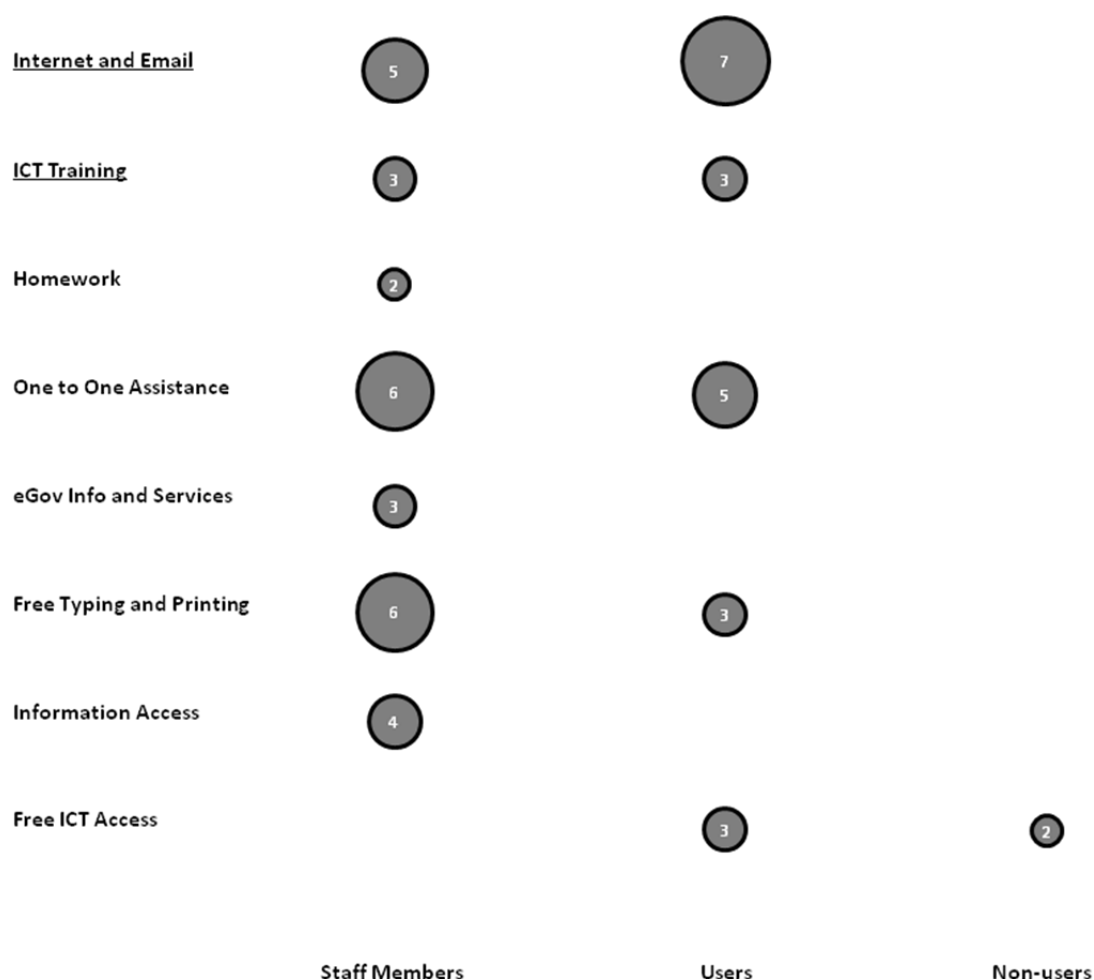 Internet and Email 5 7
ICT Training 3 3
Homework 2
One to One Assistance 6 5
eGov Info and Services 3
Free Typing and Printing 6 3
Information Access 4
Free ICT Access 3 2
Staff Members Users Non-users